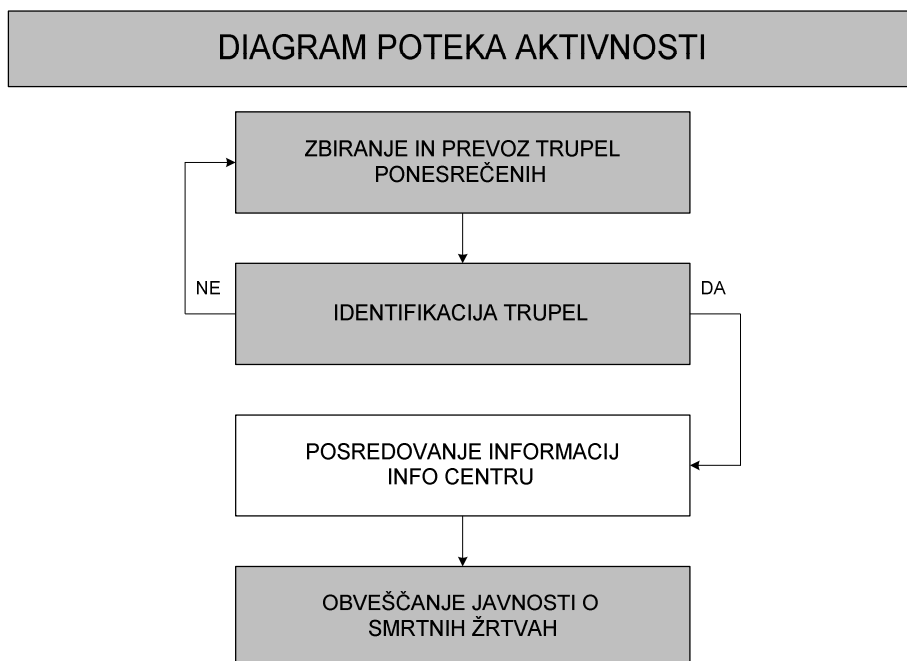 DIAGRAM POTEKA AKTIVNOSTI
ZBIRANJE IN PREVOZ TRUPEL
PONESREČENIH
NE
IDENTIFIKACIJA TRUPEL
DA
POSREDOVANJE INFORMACIJ
INFO CENTRU
OBVEŠČANJE JAVNOSTI O
SMRTNIH ŽRTVAH